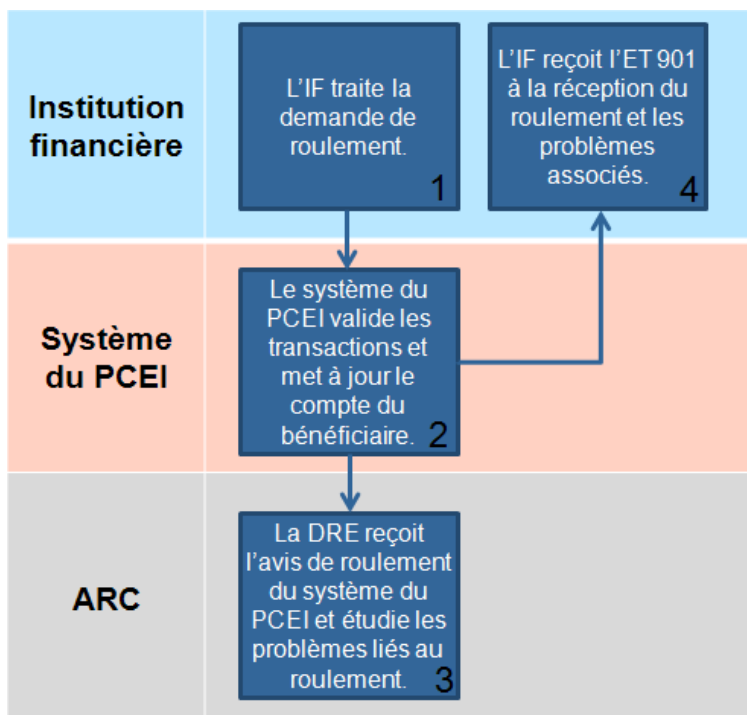 Institution
financière
L'IF traite la
demande de
roulement.
1
L'IF reçoit l'ET 901
à la réception du
roulement et les
problèmes
associés.
4
Système
du PCEI
Le système du
PCEI valide les
transactions et
met à jour le
compte du
bénéficiaire.
2
ARC
La DRE reçoit
l'avis de roulement
du système du
PCEI et étudie les
problèmes liés au
roulement.
3